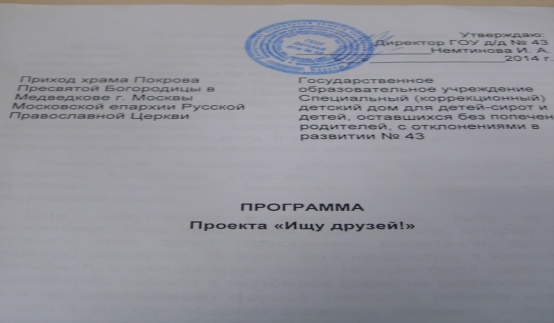 Утверждаю:
Директор ГОУ д/д № 43
Немтинова И. А.
2014 г.
Приход храма Покрова
Пресвятой Богородицы в
Медведкове г. Москвы
Московской епархии Русской
Православной Церкви
Государственное
образовательное учреждение
Специальный (коррекционный)
детский дом для детей-сирот и
детей, оставшихся без попечен
родителей, с отклонениями в
развитии № 43
ПРОГРАММА
Проекта «Ищу друзей!»